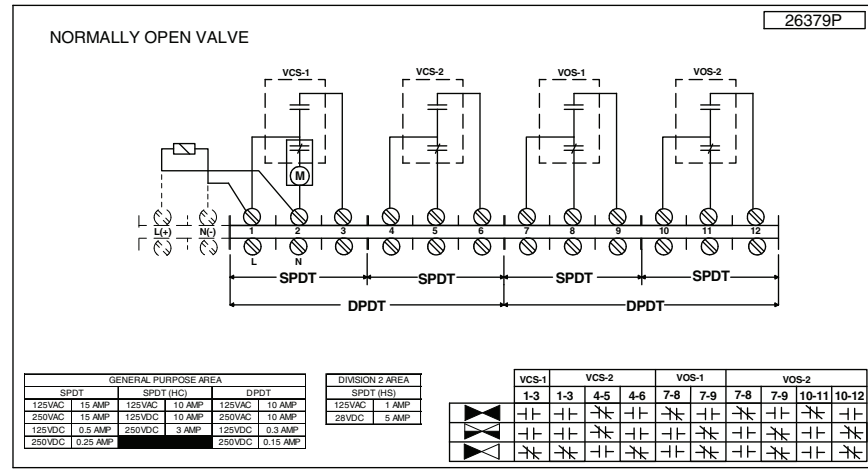 26379P
NORMALLY OPEN VALVE
VCS-1 VCS-2 VOS-1 VOS-2
M
L(+) N(-) 1 2 3 4 5 6 7 8 9 10 11 12
L N
SPDT SPDT SPDT SPDT
DPDT DPDT
GENERAL PURPOSE AREA
SPDT SPDT (HC) DPDT
125VAC 15 AMP 125VAC 10 AMP 125VAC 10 AMP
250VAC 15 AMP 125VDC 10 AMP 250VAC 10 AMP
125VDC 0.5 AMP 250VDC 3 AMP 125VDC 0.3 AMP
250VDC 0.25 AMP 250VDC 0.15 AMP
DIVISION 2 AREA
SPDT (HS)
125VAC 1 AMP
28VDC 5 AMP
VCS-1 VCS-2 VOS-1 VOS-2
1-3 1-3 4-5 4-6 7-8 7-9 7-8 7-9 10-11 10-12